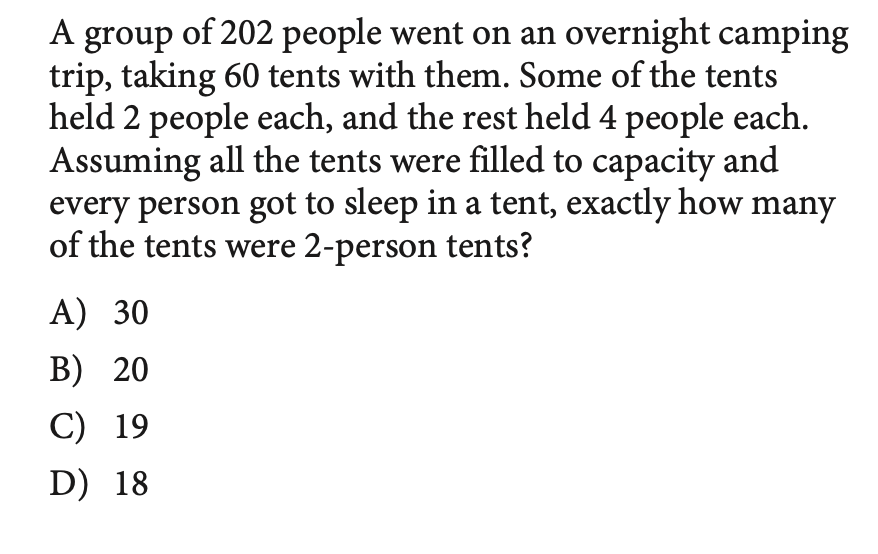 A group of 202 people went on an overnight camping
trip, taking 60 tents with them. Some of the tents
held 2 people each, and the rest held 4 people each.
Assuming all the tents were filled to capacity and
every person got to sleep in a tent, exactly how many
of the tents were 2-person tents?
A) 30
B) 20
C) 19
D) 18